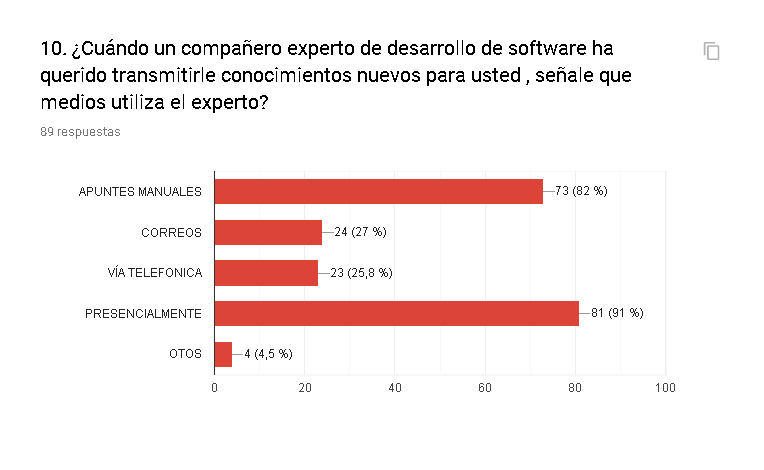 10. ¿Cuándo un compañero experto de desarrollo de software ha
querido transmitirle conocimientos nuevos para usted , señale que
medios utiliza el experto?
89 respuestas
APUNTES MANUALES 73 (82 %)
CORREOS 24 (27 %)
VÍA TELEFONICA 23 (25,8 %)
PRESENCIALMENTE 81 (91 %)
OTOS 4 (4,5 %)
0 20 40 60 80 100